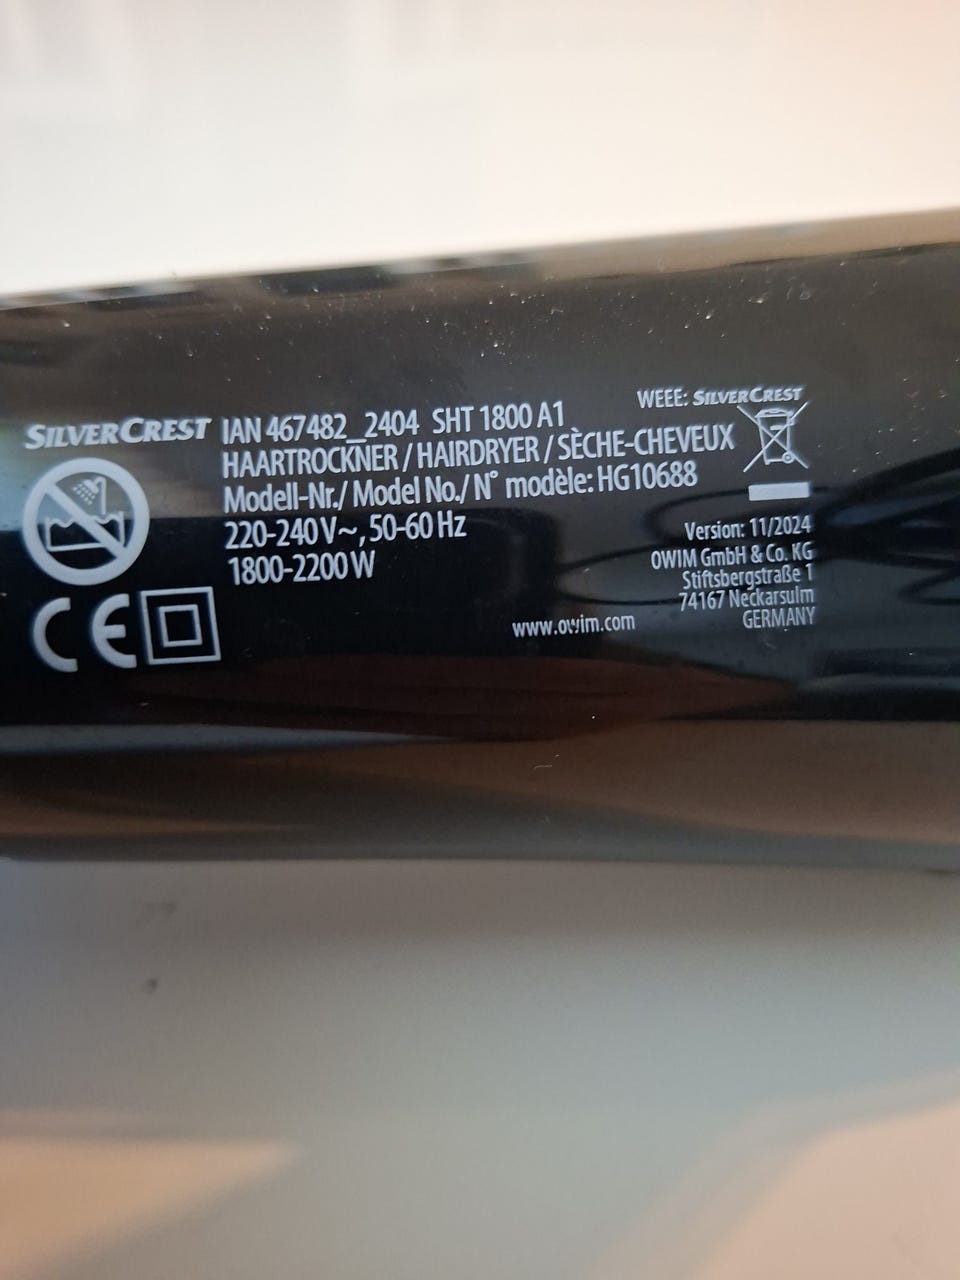 SILVERCREST IAN 467482_2404 SHT 1800 A1
HAARTROCKNER / HAIRDRYER / SÈCHE-CHEVEUX
Modell-Nr./ Model No./ N° modèle: HG10688
220-240 V~, 50-60 Hz
1800-2200 W
CE
WEEE: SILVERCREST
Version: 11/2024
OWIM GmbH & Co. KG
Stiftsbergstraße 1
74167 Neckarsulm
GERMANY
www.owim.com